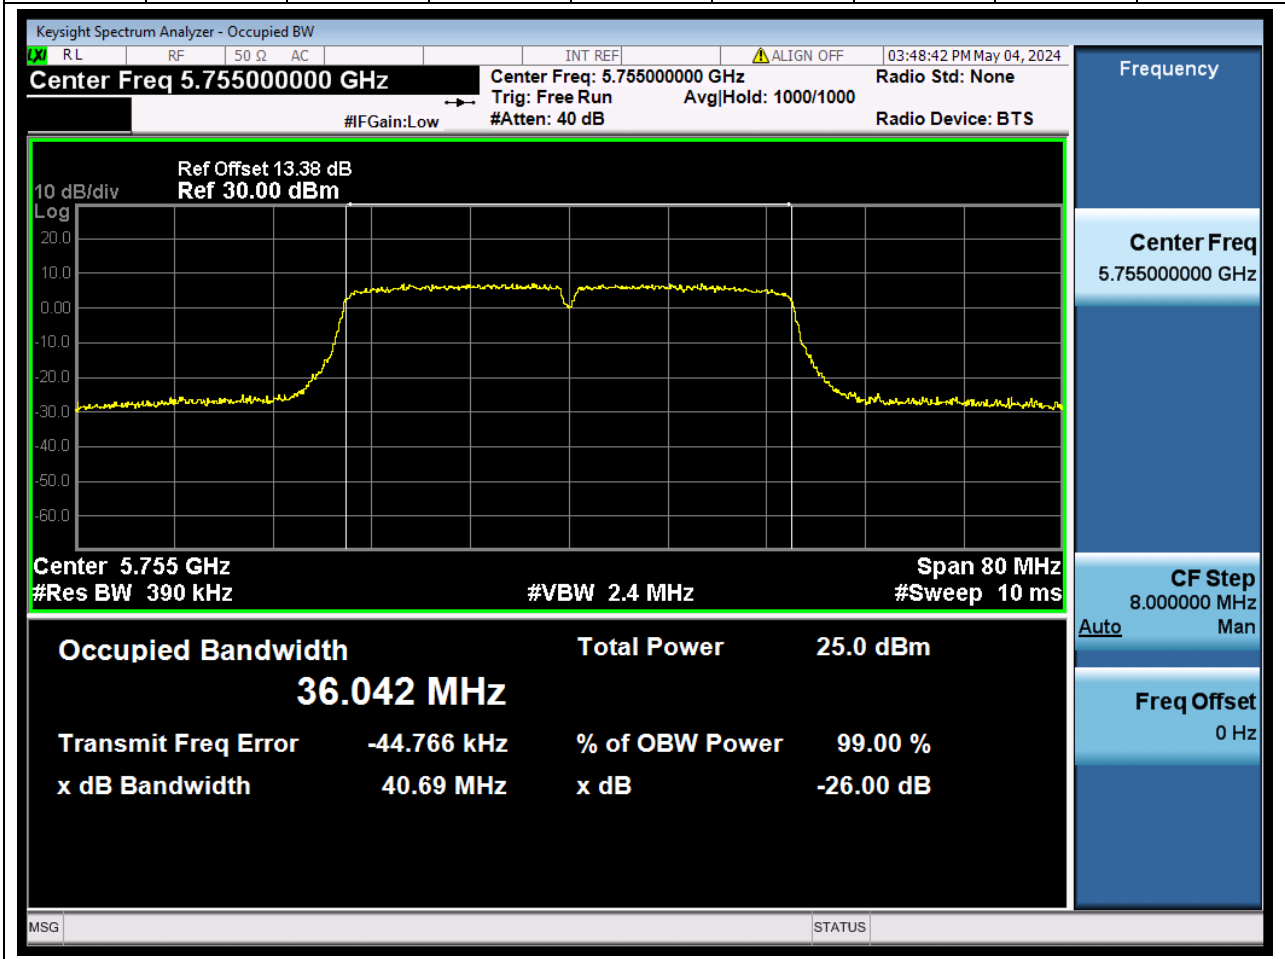 Keysight Spectrum Analyzer - Occupied BW
LXI RL RF 50 Ω AC INT REF ALIGN OFF 03:48:42 PM May 04, 2024
Center Freq 5.755000000 GHz
Center Freq: 5.755000000 GHz Radio Std: None
Trig: Free Run Avg|Hold: 1000/1000
#IFGain:Low #Atten: 40 dB Radio Device: BTS
Ref Offset 13.38 dB
10 dB/div Ref 30.00 dBm
Log
20.0
10.0
0.00
-10.0
-20.0
-30.0
-40.0
-50.0
-60.0
Center 5.755 GHz Span 80 MHz
#Res BW 390 kHz #VBW 2.4 MHz #Sweep 10 ms
Occupied Bandwidth Total Power 25.0 dBm
36.042 MHz
Transmit Freq Error -44.766 kHz % of OBW Power 99.00 %
x dB Bandwidth 40.69 MHz x dB -26.00 dB
MSG STATUS
Frequency
Center Freq
5.755000000 GHz
CF Step
8.000000 MHz
Auto Man
Freq Offset
0 Hz